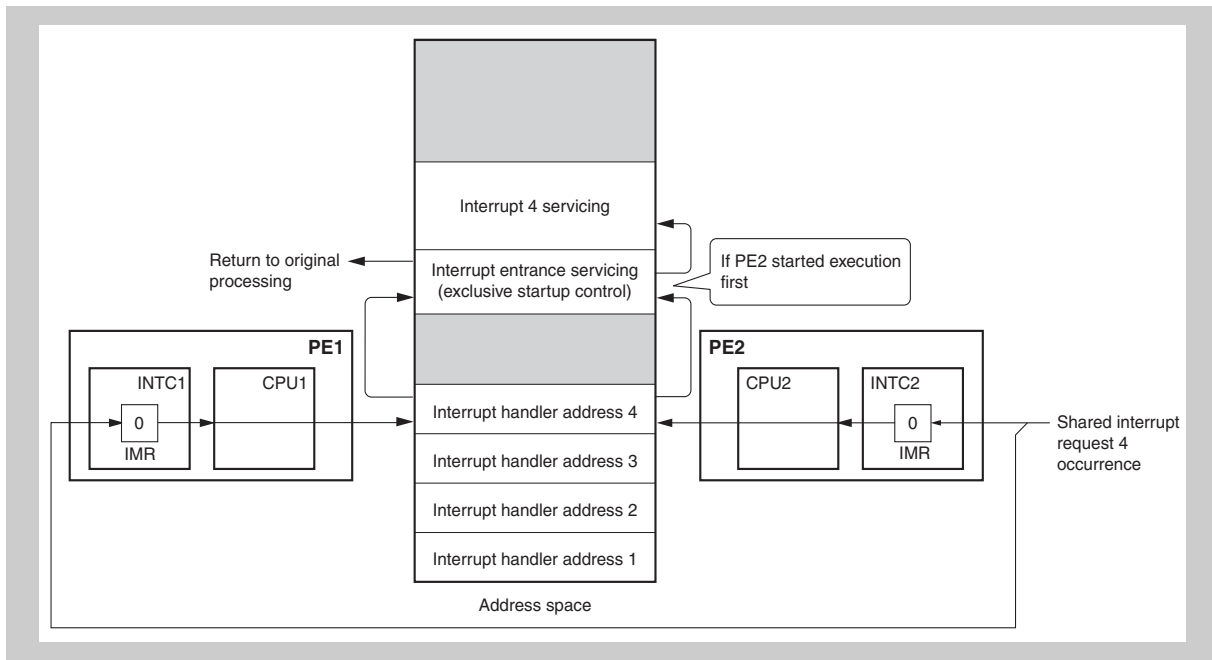 Interrupt 4 servicing
Return to original
processing
Interrupt entrance servicing
(exclusive startup control)
If PE2 started execution
first
PE1
INTC1
CPU1
0
IMR
PE2
CPU2
INTC2
0
IMR
Interrupt handler address 4
Interrupt handler address 3
Interrupt handler address 2
Interrupt handler address 1
Shared interrupt
request 4
occurrence
Address space